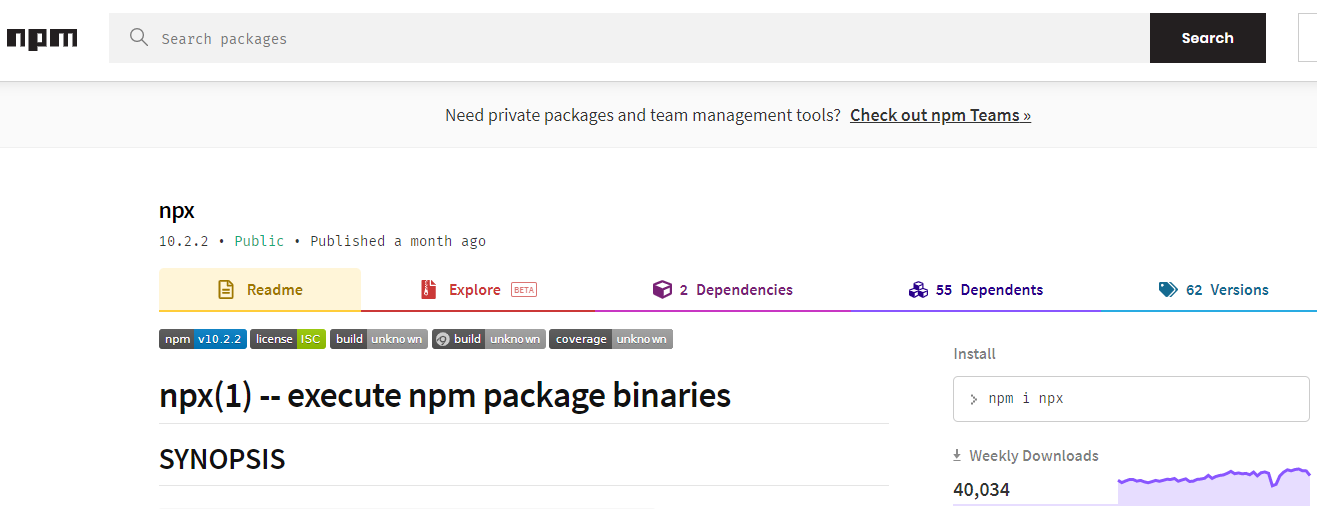 npm
Search packages
Search
Need private packages and team management tools? Check out npm Teams »
npx
10.2.2 • Public • Published a month ago
Readme
Explore BETA
2 Dependencies
55 Dependents
62 Versions
npm v10.2.2 license ISC build unknown build unknown coverage unknown
npx(1) -- execute npm package binaries
SYNOPSIS
Install
> npm i npx
Weekly Downloads
40,034